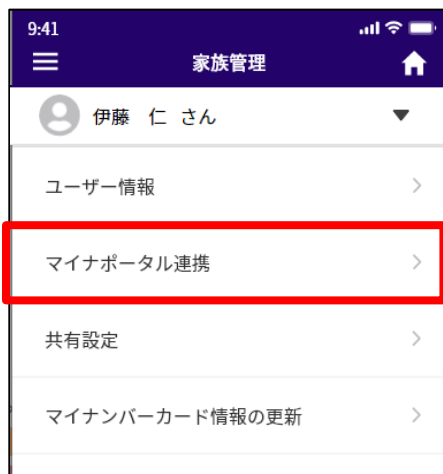 9:41
家族管理
伊藤 仁 さん
ユーザー情報
マイナポータル連携
共有設定
マイナンバーカード情報の更新